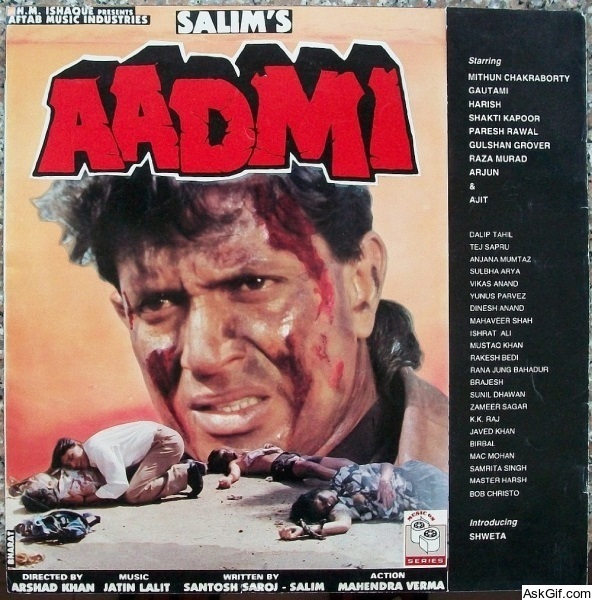 H.M. ISHAQUE PRESENTS
AFTAB MUSIC INDUSTRIES
SALIM'S
AADMI
Starring
MITHUN CHAKRABORTY
GAUTAMI
HARISH
SHAKTI KAPOOR
PARESH RAWAL
GULSHAN GROVER
RAZA MURAD
ARJUN
&
AJIT
DALIP TAHIL
TEJ SAPRU
ANJANA MUMTAZ
SULBHA ARYA
VIKAS ANAND
YUNUS PARVEZ
DINESH ANAND
MAHAVEER SHAH
ISHRAT ALI
MUSTAQ KHAN
RAKESH BEDI
RANA JUNG BAHADUR
BRAJESH
SUNIL DHAWAN
ZAMEER SAGAR
K.K. RAJ
JAVED KHAN
BIRBAL
MAC MOHAN
SAMRITA SINGH
MASTER HARSH
BOB CHRISTO
Introducing
SHWETA
MUSIC ON
SERIES
BHARAT
DIRECTED BY MUSIC WRITTEN BY ACTION
ARSHAD KHAN JATIN LALIT SANTOSH SAROJ - SALIM MAHENDRA VERMA
AskGif.com